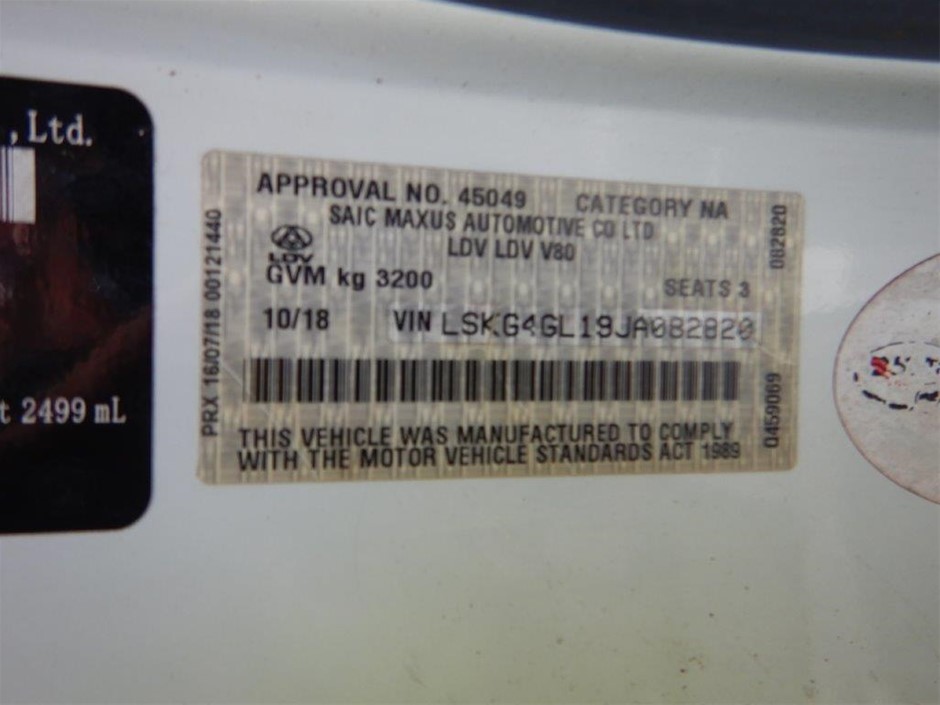 , Ltd.
t 2499 mL
APPROVAL NO. 45049 CATEGORY NA
SAIC MAXUS AUTOMOTIVE CO LTD
LDV LDV V80
LDV
GVM kg 3200 SEATS 3
10/18 VIN LSKG4GL19JA082820
THIS VEHICLE WAS MANUFACTURED TO COMPLY
WITH THE MOTOR VEHICLE STANDARDS ACT 1989
PRX 16/07/18 00121440
082820
0459069